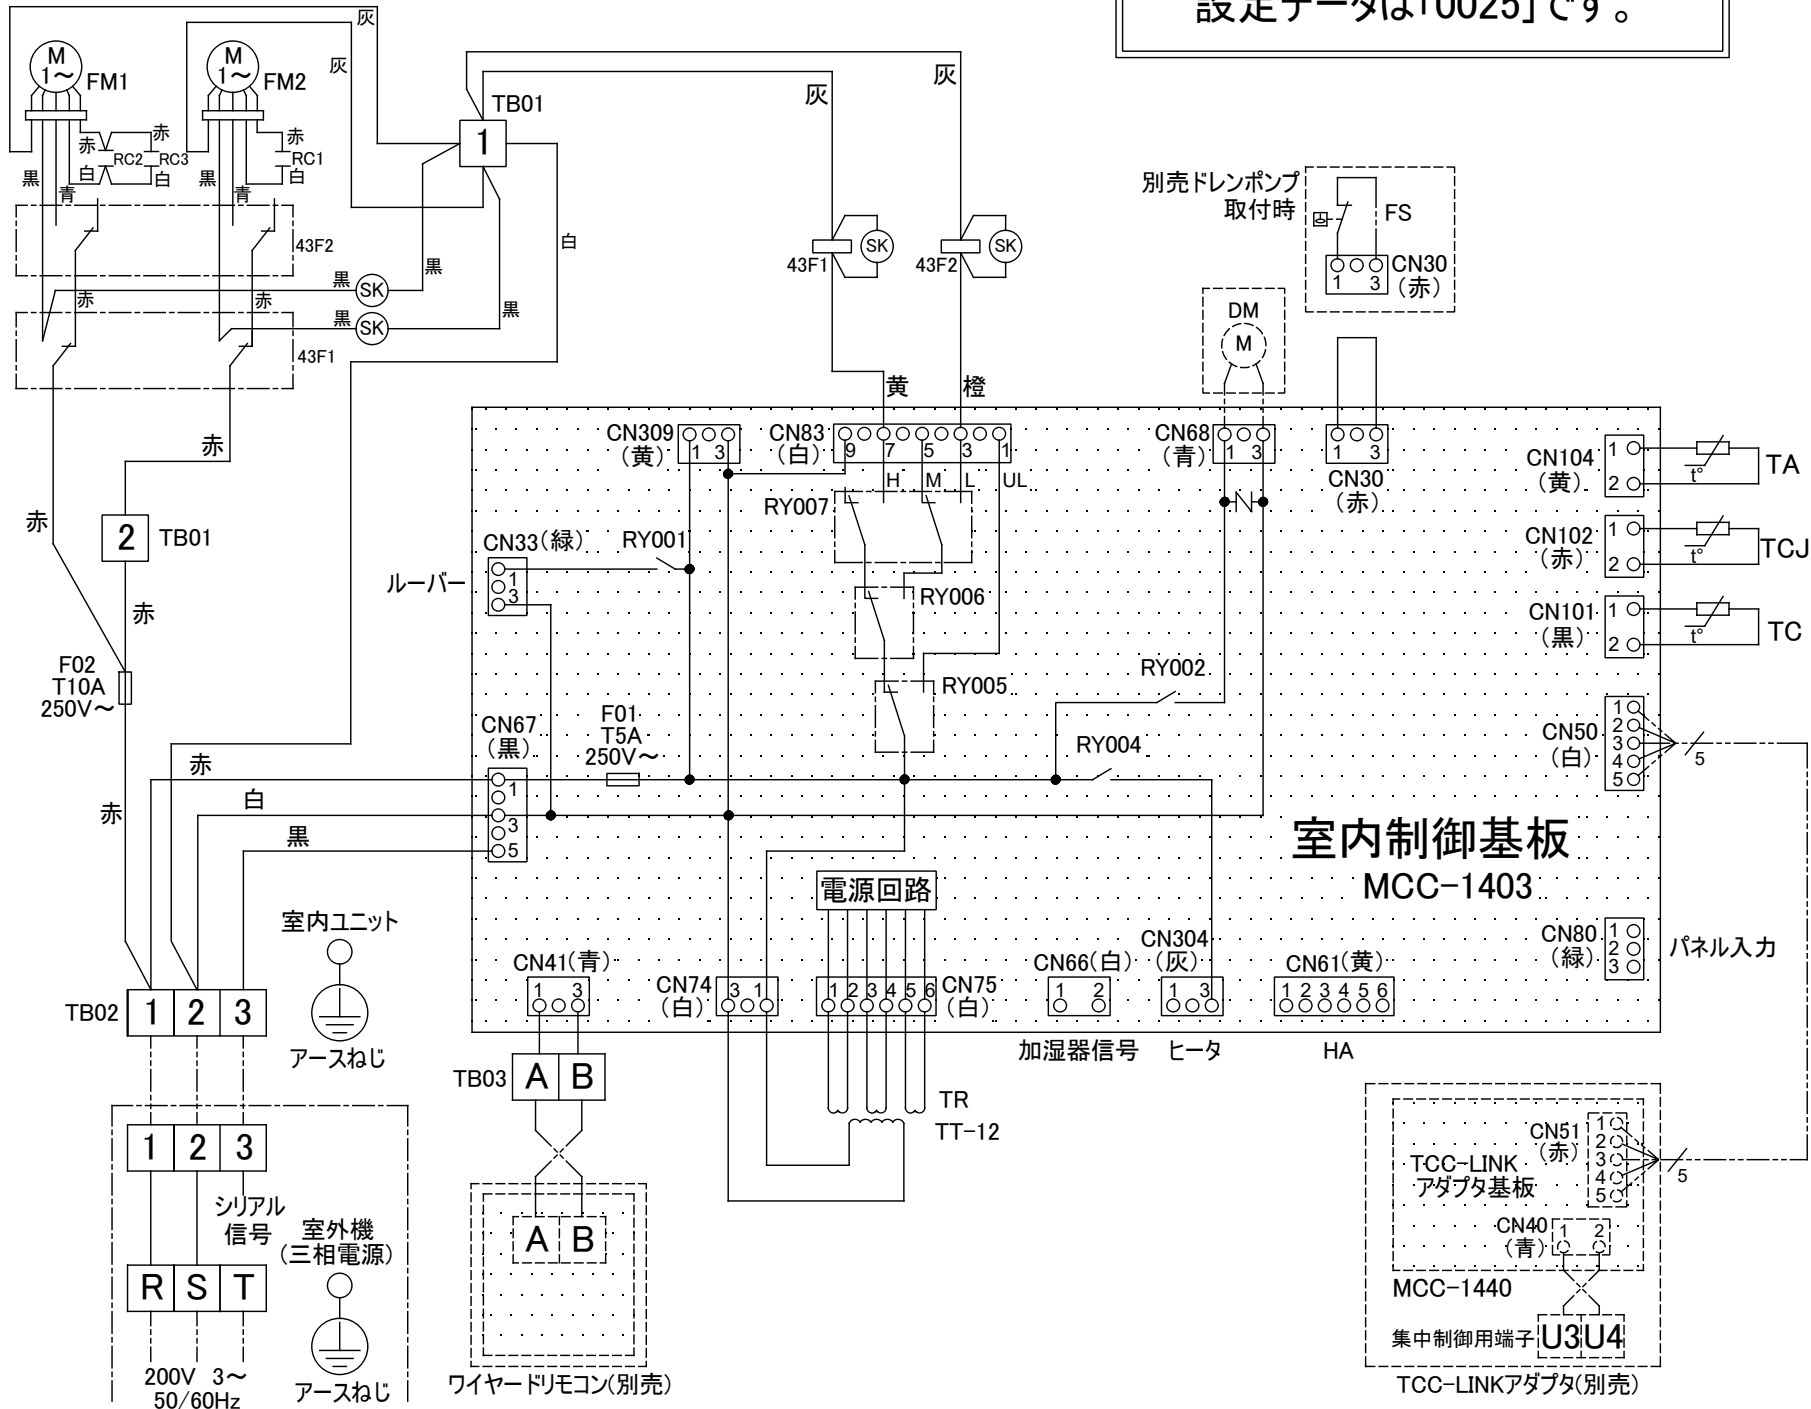 設定データは「0025」です。
灰
M
1～
FM1
M
1～
FM2
灰
TB01
1
灰
灰
赤
RC2
白
赤
RC3
白
赤
RC1
白
黒
青
黒
青
43F2
黒
SK
黒
白
赤
赤
黒
SK
黒
43F1
43F1
SK
43F2
SK
別売ドレンポンプ
取付時
FS
CN30
(赤)
1 3
DM
M
黄
橙
赤
赤
2
TB01
赤
F02
T10A
250V～
CN309
(黄)
1 3
CN83
(白)
9 7 5 3 1
H M L UL
CN68
(青)
1 3
1 3
CN30
(赤)
CN104
(黄)
1
2
t°
TA
CN102
(赤)
1
2
t°
TCJ
CN101
(黒)
1
2
t°
TC
RY007
CN33(緑)
RY001
ルーバー
1
3
RY006
RY005
RY002
RY004
CN67
(黒)
1
3
5
F01
T5A
250V～
CN50
(白)
1
2
3
4
5
5
赤
赤
白
黒
室内制御基板
MCC-1403
電源回路
室内ユニット
アースねじ
TB02
1 2 3
CN41(青)
1 3
CN74
(白)
3 1
1 2 3 4 5 6
CN75
(白)
CN66(白)
1 2
CN304
(灰)
1 3
CN61(黄)
1 2 3 4 5 6
CN80
(緑)
1
2
3
パネル入力
加湿器信号
ヒータ
HA
TB03
A B
TR
TT-12
1 2 3
シリアル
信号
室外機
(三相電源)
R S T
アースねじ
200V 3～
50/60Hz
A B
ワイヤードリモコン(別売)
CN51
(赤)
1
2
3
4
5
5
TCC-LINK
アダプタ基板
CN40
(青)
1 2
MCC-1440
集中制御用端子
U3 U4
TCC-LINKアダプタ(別売)